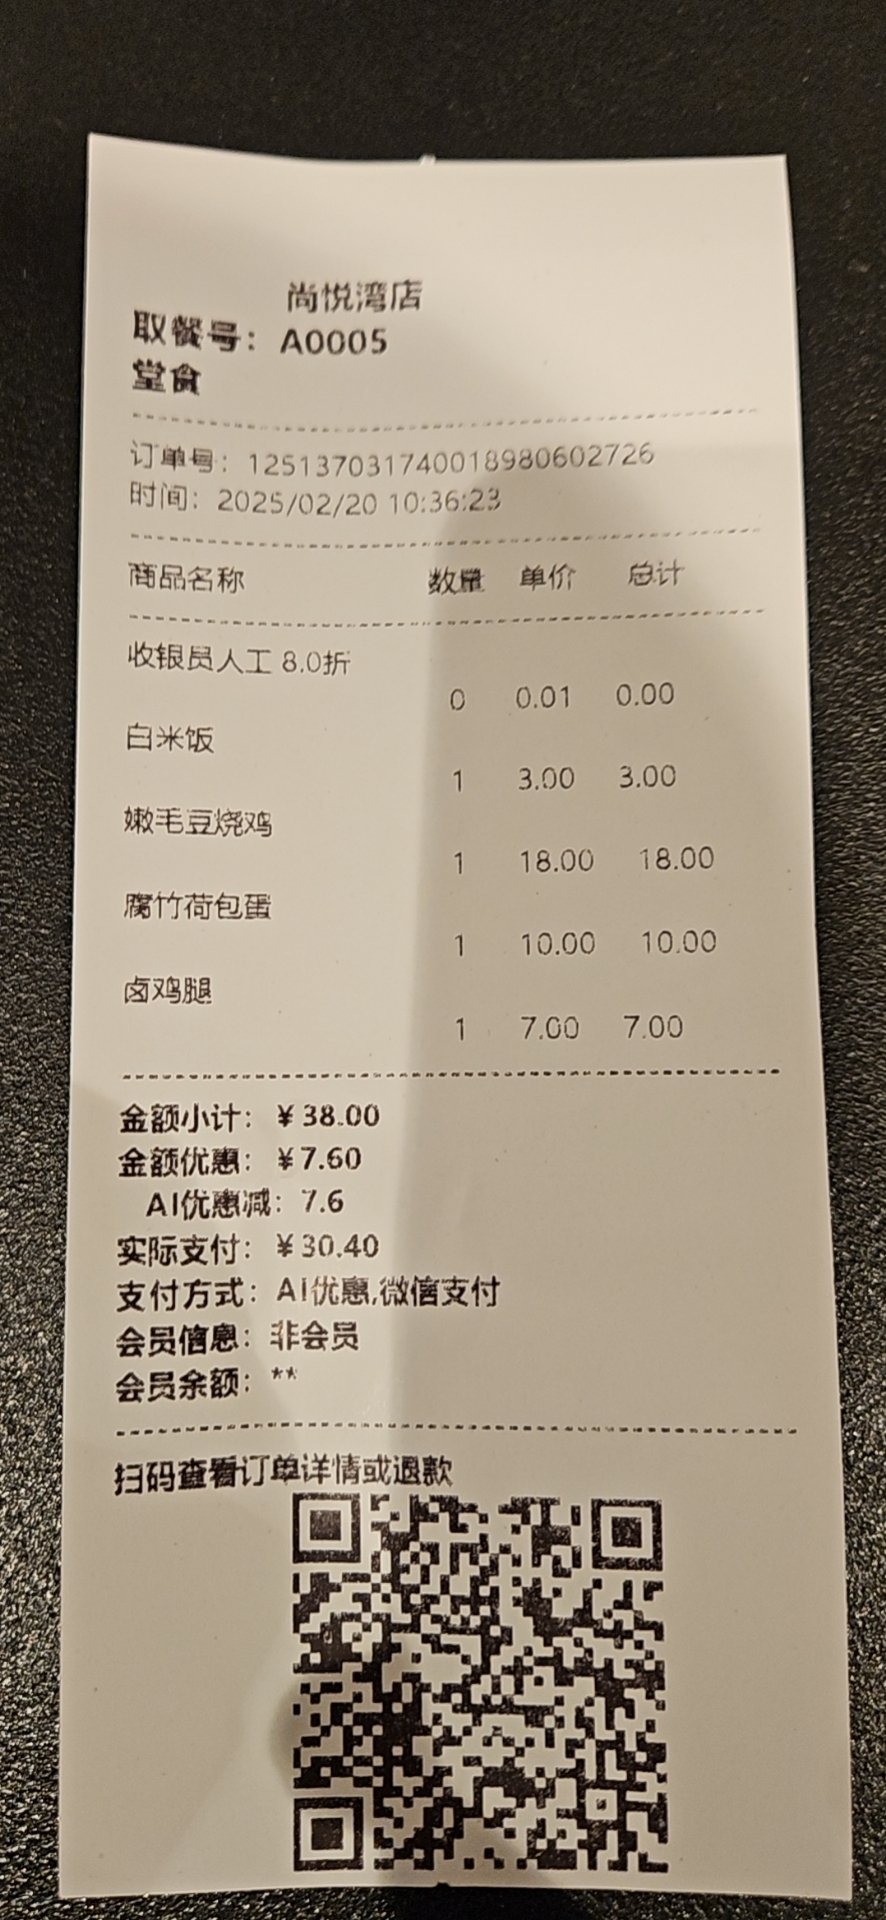 尚悦湾店
取餐号：A0005
堂食
订单号：125137031740018980602726
时间：2025/02/20 10:36:23
商品名称 数量 单价 总计
收银员人工 8.0折
0 0.01 0.00
白米饭
1 3.00 3.00
嫩毛豆烧鸡
1 18.00 18.00
腐竹荷包蛋
1 10.00 10.00
卤鸡腿
1 7.00 7.00
金额小计：￥38.00
金额优惠：￥7.60
AI优惠减：7.6
实际支付：￥30.40
支付方式：AI优惠,微信支付
会员信息：非会员
会员余额：**
扫码查看订单详情或退款